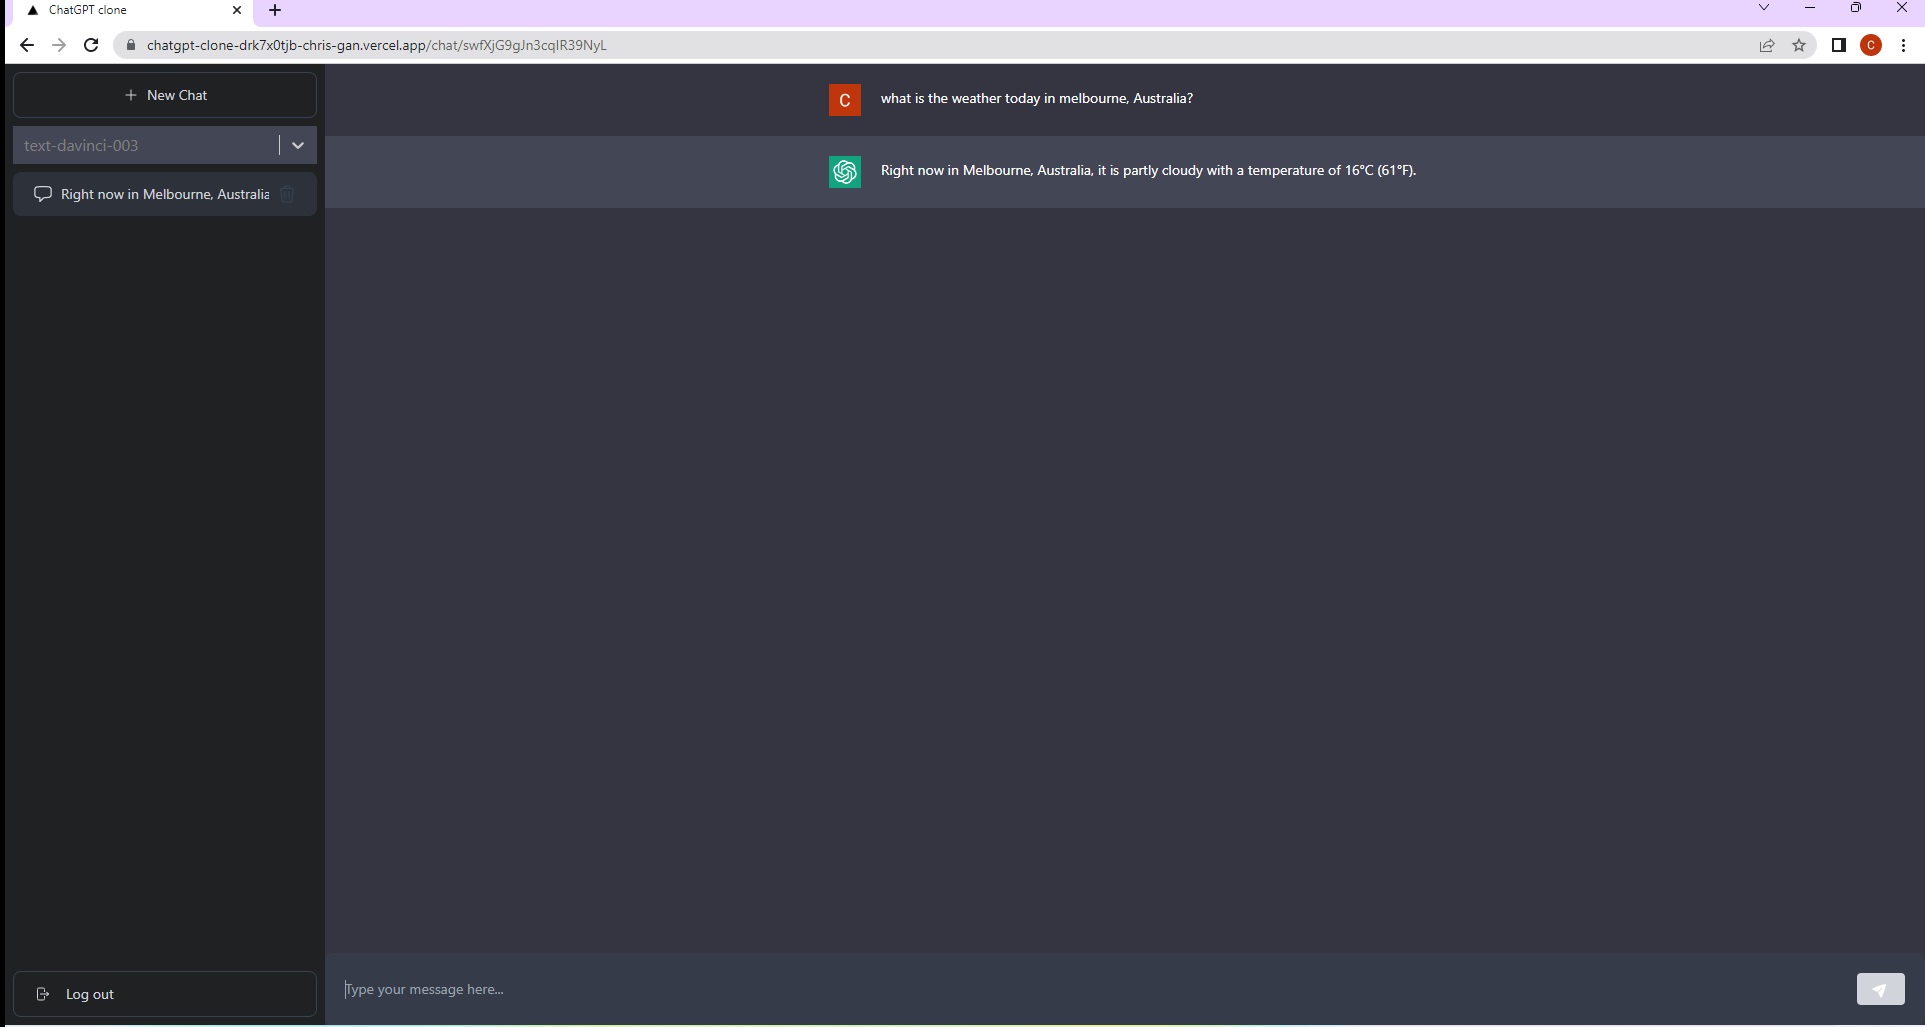 ChatGPT clone
chatgpt-clone-drk7x0tjb-chris-gan.vercel.app/chat/swfXjG9gJn3cqIR39NyL
C
New Chat
text-davinci-003
Right now in Melbourne, Australia
C
what is the weather today in melbourne, Australia?
Right now in Melbourne, Australia, it is partly cloudy with a temperature of 16°C (61°F).
Type your message here...
Log out